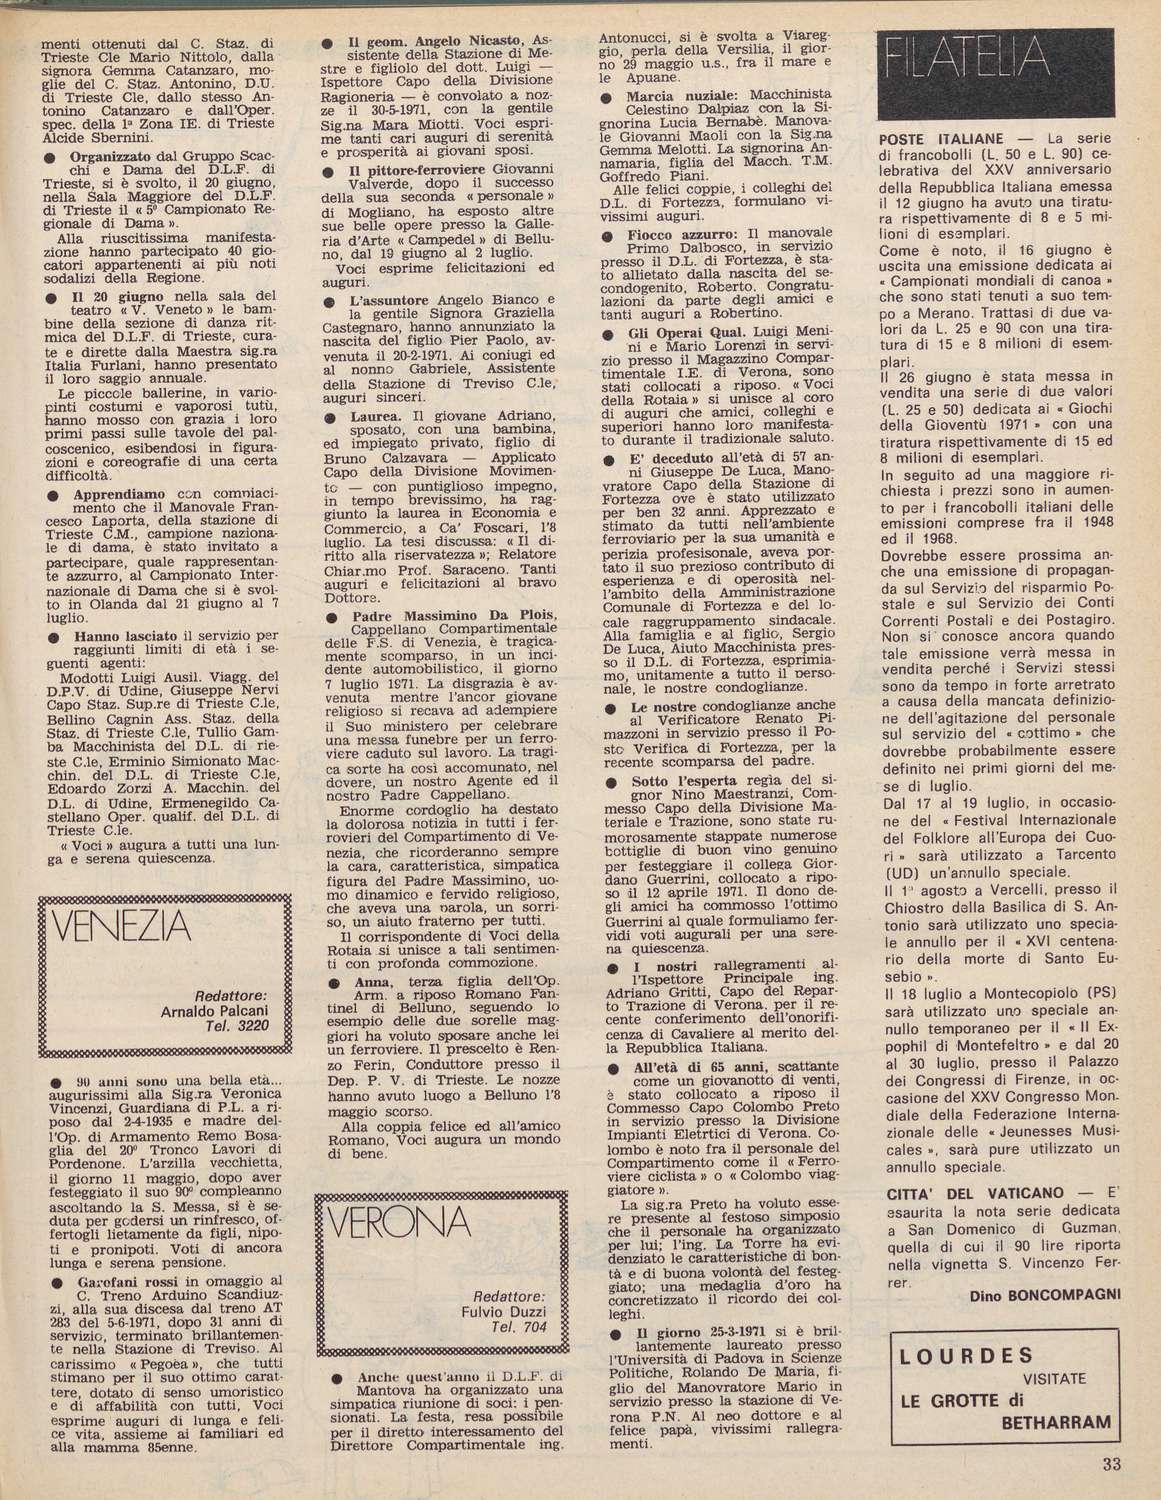 menti ottenuti dal C. Staz. di
Trieste Cle Mario Nittolo, dalla
signora Gemma Catanzaro, mo-
glie del C. Staz. Antonino, D.U.
di Trieste Cle, dallo stesso An-
tonino Catanzaro e dall'Oper.
spec. della 1ª Zona IE. di Trieste
Alcide Sbernini.
● Organizzato dal Gruppo Scac-
chi e Dama del D.L.F. di
Trieste, si è svolto, il 20 giugno,
nella Sala Maggiore del D.L.F.
di Trieste il « 5º Campionato Re-
gionale di Dama ».
Alla riuscitissima manifesta-
zione hanno partecipato 40 gio-
catori appartenenti ai più noti
sodalizi della Regione.
● Il 20 giugno nella sala del
teatro « V. Veneto » le bam-
bine della sezione di danza rit-
mica del D.L.F. di Trieste, cura-
te e dirette dalla Maestra sig.ra
Italia Furlani, hanno presentato
il loro saggio annuale.
Le piccole ballerine, in vario-
pinti costumi e vaporosi tutù,
hanno mosso con grazia i loro
primi passi sulle tavole del pal-
coscenico, esibendosi in figura-
zioni e coreografie di una certa
difficoltà.
● Apprendiamo con compiaci-
mento che il Manovale Fran-
cesco Laporta, della stazione di
Trieste C.M., campione naziona-
le di dama, è stato invitato a
partecipare, quale rappresentan-
te azzurro, al Campionato Inter-
nazionale di Dama che si è svol-
to in Olanda dal 21 giugno al 7
luglio.
● Hanno lasciato il servizio per
raggiunti limiti di età i se-
guenti agenti:
Modotti Luigi Ausil. Viagg. del
D.P.V. di Udine, Giuseppe Nervi
Capo Staz. Sup.re di Trieste C.le,
Bellino Cagnin Ass. Staz. della
Staz. di Trieste C.le, Tullio Gam-
ba Macchinista del D.L. di rie-
ste C.le, Erminio Simionato Mac-
chin. del D.L. di Trieste C.le,
Edoardo Zorzi A. Macchin. del
D.L. di Udine, Ermenegildo Ca-
stellano Oper. qualif. del D.L. di
Trieste C.le.
« Voci » augura a tutti una lun-
ga e serena quiescenza.
VENEZIA
Redattore:
Arnaldo Palcani
Tel. 3220
● 90 anni sono una bella età...
augurissimi alla Sig.ra Veronica
Vincenzi, Guardiana di P.L. a ri-
poso dal 2-4-1935 e madre del-
l'Op. di Armamento Remo Bosa-
glia del 20º Tronco Lavori di
Pordenone. L'arzilla vecchietta,
il giorno 11 maggio, dopo aver
festeggiato il suo 90º compleanno
ascoltando la S. Messa, si è se-
duta per godersi un rinfresco, of-
fertogli lietamente da figli, nipo-
ti e pronipoti. Voti di ancora
lunga e serena pensione.
● Garofani rossi in omaggio al
C. Treno Arduino Scandiuz-
zi, alla sua discesa dal treno AT
283 del 5-6-1971, dopo 31 anni di
servizio, terminato brillantemen-
te nella Stazione di Treviso. Al
carissimo « Pegoèa », che tutti
stimano per il suo ottimo carat-
tere, dotato di senso umoristico
e di affabilità con tutti, Voci
esprime auguri di lunga e feli-
ce vita, assieme ai familiari ed
alla mamma 85enne.
● Il geom. Angelo Nicasto, As-
sistente della Stazione di Me-
stre e figliolo del dott. Luigi —
Ispettore Capo della Divisione
Ragioneria — è convolato a noz-
ze il 30-5-1971, con la gentile
Sig.na Mara Miotti. Voci espri-
me tanti cari auguri di serenità
e prosperità ai giovani sposi.
● Il pittore-ferroviere Giovanni
Valverde, dopo il successo
della sua seconda « personale »
di Mogliano, ha esposto altre
sue belle opere presso la Galle-
ria d'Arte « Campedel » di Bellu-
no, dal 19 giugno al 2 luglio.
Voci esprime felicitazioni ed
auguri.
● L'assuntore Angelo Bianco e
la gentile Signora Graziella
Castegnaro, hanno annunziato la
nascita del figlio Pier Paolo, av-
venuta il 20-2-1971. Ai coniugi ed
al nonno Gabriele, Assistente
della Stazione di Treviso C.le,
auguri sinceri.
● Laurea. Il giovane Adriano,
sposato, con una bambina,
ed impiegato privato, figlio di
Bruno Calzavara — Applicato
Capo della Divisione Movimen-
to — con puntiglioso impegno,
in tempo brevissimo, ha rag-
giunto la laurea in Economia e
Commercio, a Ca' Foscari, l'8
luglio. La tesi discussa: « Il di-
ritto alla riservatezza »; Relatore
Chiar.mo Prof. Saraceno. Tanti
auguri e felicitazioni al bravo
Dottore.
● Padre Massimino Da Plois,
Cappellano Compartimentale
delle F.S. di Venezia, è tragica-
mente scomparso, in un inci-
dente automobilistico, il giorno
7 luglio 1971. La disgrazia è av-
venuta mentre l'ancor giovane
religioso si recava ad adempiere
il Suo ministero per celebrare
una messa funebre per un ferro-
viere caduto sul lavoro. La tragi-
ca sorte ha così accomunato, nel
dovere, un nostro Agente ed il
nostro Padre Cappellano.
Enorme cordoglio ha destato
la dolorosa notizia in tutti i fer-
rovieri del Compartimento di Ve-
nezia, che ricorderanno sempre
la cara, caratteristica, simpatica
figura del Padre Massimino, uo-
mo dinamico e fervido religioso,
che aveva una parola, un sorri-
so, un aiuto fraterno per tutti.
Il corrispondente di Voci della
Rotaia si unisce a tali sentimen-
ti con profonda commozione.
● Anna, terza figlia dell'Op.
Arm. a riposo Romano Fan-
tinel di Belluno, seguendo lo
esempio delle due sorelle mag-
giori ha voluto sposare anche lei
un ferroviere. Il prescelto è Ren-
zo Ferin, Conduttore presso il
Dep. P. V. di Trieste. Le nozze
hanno avuto luogo a Belluno l'8
maggio scorso.
Alla coppia felice ed all'amico
Romano, Voci augura un mondo
di bene.
VERONA
Redattore:
Fulvio Duzzi
Tel. 704
● Anche quest'anno il D.L.F. di
Mantova ha organizzato una
simpatica riunione di soci: i pen-
sionati. La festa, resa possibile
per il diretto interessamento del
Direttore Compartimentale ing.
Antonucci, si è svolta a Viareg-
gio, perla della Versilia, il gior-
no 29 maggio u.s., fra il mare e
le Apuane.
● Marcia nuziale: Macchinista
Celestino Dalpiaz con la Si-
gnorina Lucia Bernabè. Manova-
le Giovanni Maoli con la Sig.na
Gemma Melotti. La signorina An-
namaria, figlia del Macch. T.M.
Goffredo Piani.
Alle felici coppie, i colleghi del
D.L. di Fortezza, formulano vi-
vissimi auguri.
● Fiocco azzurro: Il manovale
Primo Dalbosco, in servizio
presso il D.L. di Fortezza, è sta-
to allietato dalla nascita del se-
condogenito, Roberto. Congratu-
lazioni da parte degli amici e
tanti auguri a Robertino.
● Gli Operai Qual. Luigi Meni-
ni e Mario Lorenzi in servi-
zio presso il Magazzino Compar-
timentale I.E. di Verona, sono
stati collocati a riposo. « Voci
della Rotaia » si unisce al coro
di auguri che amici, colleghi e
superiori hanno loro manifesta-
to durante il tradizionale saluto.
● E' deceduto all'età di 57 an-
ni Giuseppe De Luca, Mano-
vratore Capo della Stazione di
Fortezza ove è stato utilizzato
per ben 32 anni. Apprezzato e
stimato da tutti nell'ambiente
ferroviario per la sua umanità e
perizia profesisonale, aveva por-
tato il suo prezioso contributo di
esperienza e di operosità nel-
l'ambito della Amministrazione
Comunale di Fortezza e del lo-
cale raggruppamento sindacale.
Alla famiglia e al figlio, Sergio
De Luca, Aiuto Macchinista pres-
so il D.L. di Fortezza, esprimia-
mo, unitamente a tutto il perso-
nale, le nostre condoglianze.
● Le nostre condoglianze anche
al Verificatore Renato Pi-
mazzoni in servizio presso il Po-
sto Verifica di Fortezza, per la
recente scomparsa del padre.
● Sotto l'esperta regia del si-
gnor Nino Maestranzi, Com-
messo Capo della Divisione Ma-
teriale e Trazione, sono state ru-
morosamente stappate numerose
bottiglie di buon vino genuino
per festeggiare il collega Gior-
dano Guerrini, collocato a ripo-
so il 12 aprile 1971. Il dono de-
gli amici ha commosso l'ottimo
Guerrini al quale formuliamo fer-
vidi voti augurali per una sere-
na quiescenza.
● I nostri rallegramenti al-
l'Ispettore Principale ing.
Adriano Gritti, Capo del Repar-
to Trazione di Verona, per il re-
cente conferimento dell'onorifi-
cenza di Cavaliere al merito del-
la Repubblica Italiana.
● All'età di 65 anni, scattante
come un giovanotto di venti,
è stato collocato a riposo il
Commesso Capo Colombo Preto
in servizio presso la Divisione
Impianti Eletrtici di Verona. Co-
lombo è noto fra il personale del
Compartimento come il « Ferro-
viere ciclista » o « Colombo viag-
giatore ».
La sig.ra Preto ha voluto esse-
re presente al festoso simposio
che il personale ha organizzato
per lui; l'ing. La Torre ha evi-
denziato le caratteristiche di bon-
tà e di buona volontà del festeg-
giato; una medaglia d'oro ha
concretizzato il ricordo dei col-
leghi.
● Il giorno 25-3-1971 si è bril-
lantemente laureato presso
l'Università di Padova in Scienze
Politiche, Rolando De Maria, fi-
glio del Manovratore Mario in
servizio presso la stazione di Ve-
rona P.N. Al neo dottore e al
felice papà, vivissimi rallegra-
menti.
FILATELIA
POSTE ITALIANE — La serie
di francobolli (L. 50 e L. 90) ce-
lebrativa del XXV anniversario
della Repubblica Italiana emessa
il 12 giugno ha avuto una tiratu-
ra rispettivamente di 8 e 5 mi-
lioni di esemplari.
Come è noto, il 16 giugno è
uscita una emissione dedicata ai
« Campionati mondiali di canoa »
che sono stati tenuti a suo tem-
po a Merano. Trattasi di due va-
lori da L. 25 e 90 con una tira-
tura di 15 e 8 milioni di esem-
plari.
Il 26 giugno è stata messa in
vendita una serie di due valori
(L. 25 e 50) dedicata ai « Giochi
della Gioventù 1971 » con una
tiratura rispettivamente di 15 ed
8 milioni di esemplari.
In seguito ad una maggiore ri-
chiesta i prezzi sono in aumen-
to per i francobolli italiani delle
emissioni comprese fra il 1948
ed il 1968.
Dovrebbe essere prossima an-
che una emissione di propagan-
da sul Servizio del risparmio Po-
stale e sul Servizio dei Conti
Correnti Postali e dei Postagiro.
Non si conosce ancora quando
tale emissione verrà messa in
vendita perché i Servizi stessi
sono da tempo in forte arretrato
a causa della mancata definizio-
ne dell'agitazione del personale
sul servizio del « cottimo » che
dovrebbe probabilmente essere
definito nei primi giorni del me-
se di luglio.
Dal 17 al 19 luglio, in occasio-
ne del « Festival Internazionale
del Folklore all'Europa dei Cuo-
ri » sarà utilizzato a Tarcento
(UD) un'annullo speciale.
Il 1º agosto a Vercelli, presso il
Chiostro della Basilica di S. An-
tonio sarà utilizzato uno specia-
le annullo per il « XVI centena-
rio della morte di Santo Eu-
sebio ».
Il 18 luglio a Montecopiolo (PS)
sarà utilizzato uno speciale an-
nullo temporaneo per il « II Ex-
pophil di Montefeltro » e dal 20
al 30 luglio, presso il Palazzo
dei Congressi di Firenze, in oc-
casione del XXV Congresso Mon-
diale della Federazione Interna-
zionale delle « Jeunesses Musi-
cales », sarà pure utilizzato un
annullo speciale.
CITTA' DEL VATICANO — E'
esaurita la nota serie dedicata
a San Domenico di Guzman,
quella di cui il 90 lire riporta
nella vignetta S. Vincenzo Fer-
rer.
Dino BONCOMPAGNI
LOURDES
VISITATE
LE GROTTE di
BETHARRAM
33